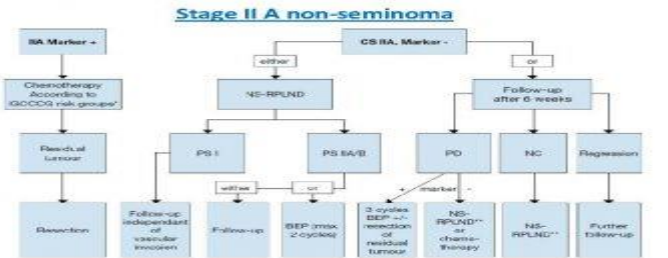 Stage II A non-seminoma
IIA Marker +
CS IIA, Marker -
either
or
Chemotherapy
According to
IGCCCG risk groups*
NS-RPLND
Follow-up
after 6 weeks
Residual
tumour
PS I
PS IIA/B
PD
NC
Regression
either
or
+ marker -
Resection
Follow-up
independant
of
vascular
invasion
Follow-up
BEP (max
2 cycles)
3 cycles
BEP +/-
resection
of
residual
tumour
NS-
RPLND**
or
chemo-
therapy
NS-
RPLND**
Further
follow-up